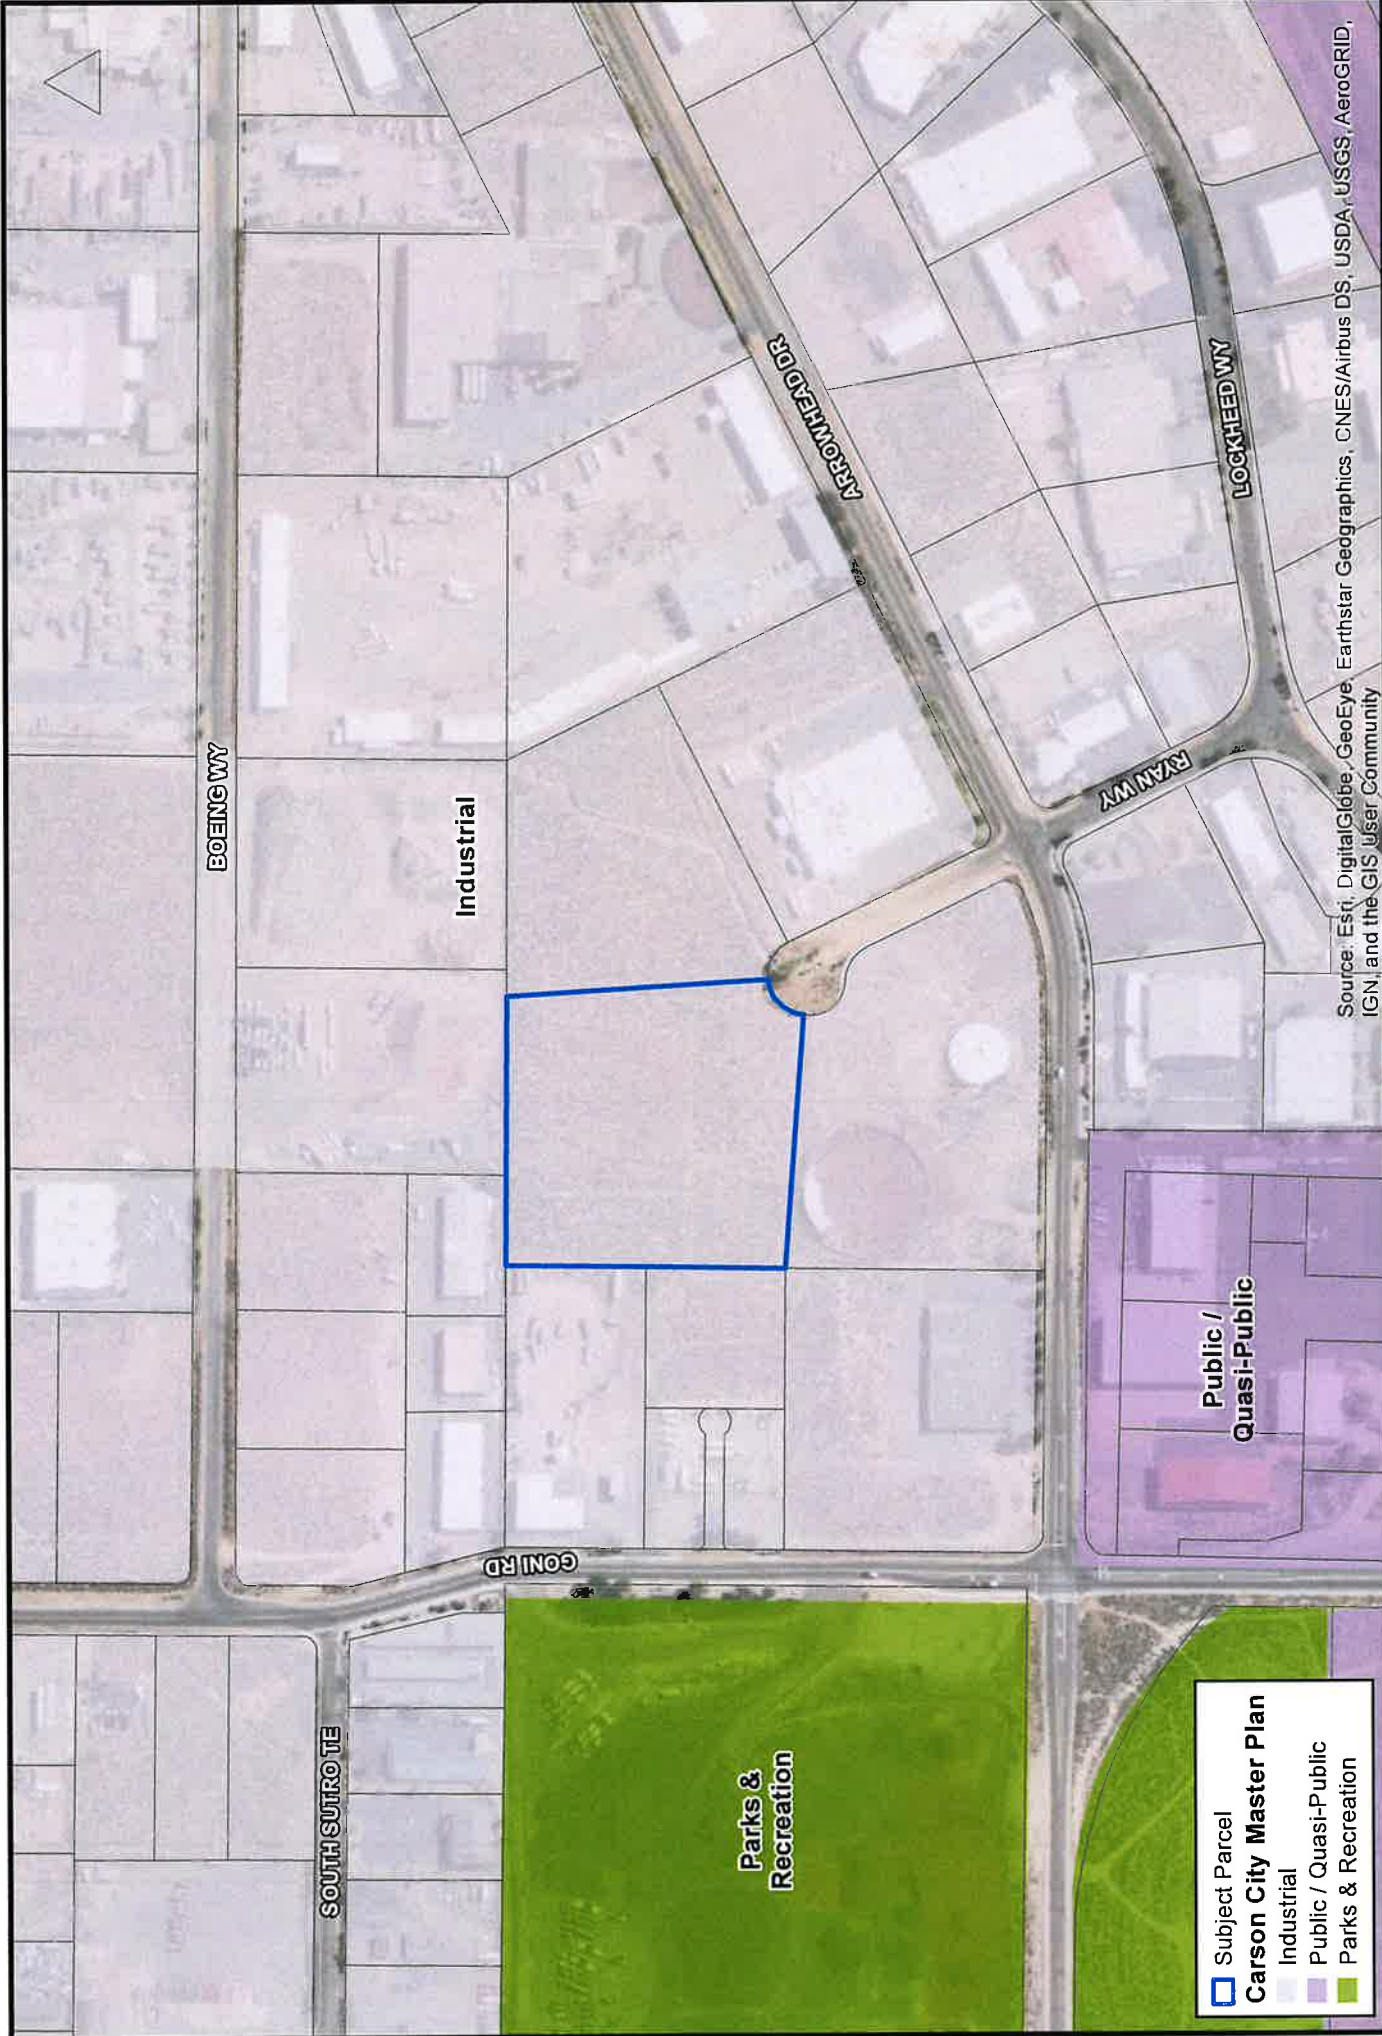 BOEING WY
Industrial
ARROWHEAD DR
LOCKHEED WY
RYAN WY
GONI RD
SOUTH SUTRO TE
Parks &
Recreation
Public /
Quasi-Public
Subject Parcel
Carson City Master Plan
Industrial
Public / Quasi-Public
Parks & Recreation
Source: Esri, DigitalGlobe, GeoEye, Earthstar Geographics, CNES/Airbus DS, USDA, USGS, AeroGRID,
IGN, and the GIS User Community